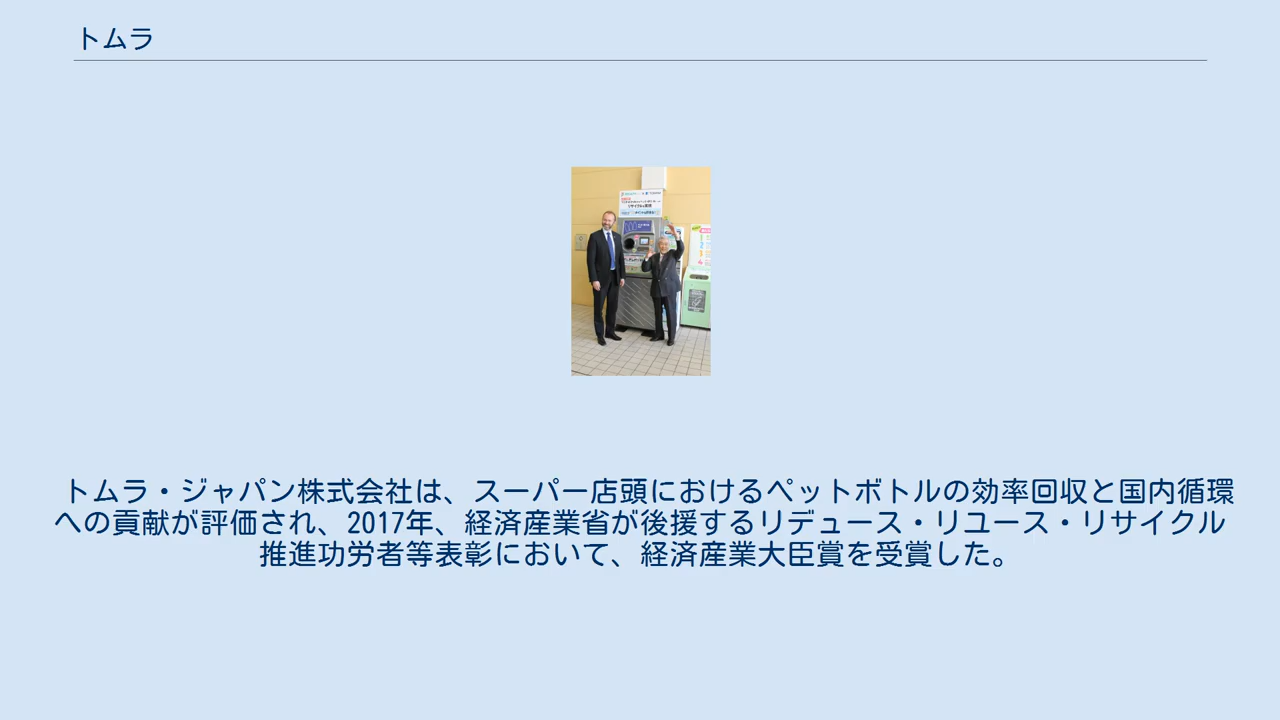 トムラ
トムラ・ジャパン株式会社は、スーパー店頭におけるペットボトルの効率回収と国内循環
への貢献が評価され、2017年、経済産業省が後援するリデュース・リユース・リサイクル
推進功労者等表彰において、経済産業大臣賞を受賞した。